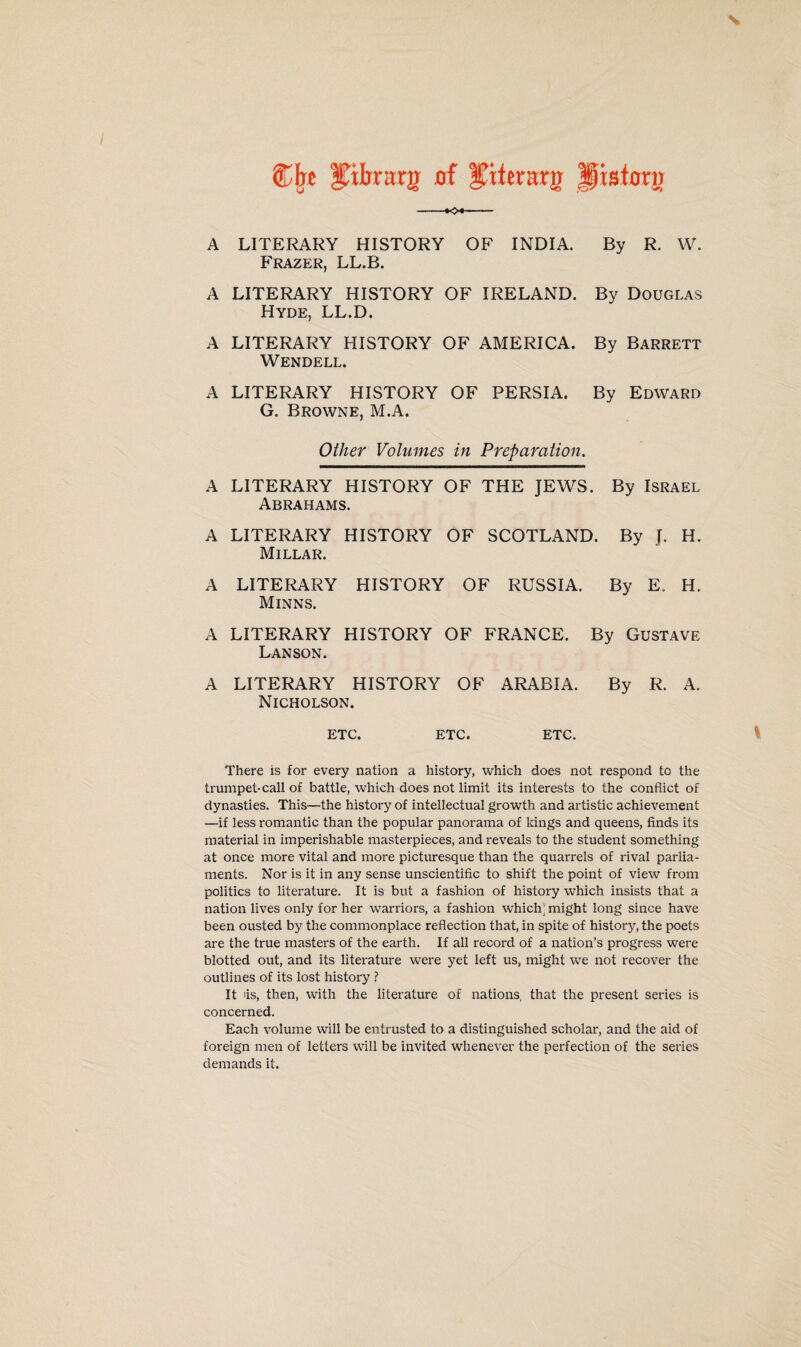 The Library of Literary History
A LITERARY HISTORY OF INDIA. By R. W.
FRAZER, LL.B.
A LITERARY HISTORY OF IRELAND. By DOUGLAS
HYDE, LL.D.
A LITERARY HISTORY OF AMERICA. By BARRETT
WENDELL.
A LITERARY HISTORY OF PERSIA. By EDWARD
G. BROWNE, M.A.
Other Volumes in Preparation.
A LITERARY HISTORY OF THE JEWS. By ISRAEL
ABRAHAMS.
A LITERARY HISTORY OF SCOTLAND. By J. H.
MILLAR.
A LITERARY HISTORY OF RUSSIA. By E. H.
MINNS.
A LITERARY HISTORY OF FRANCE. By GUSTAVE
LANSON.
A LITERARY HISTORY OF ARABIA. By R. A.
NICHOLSON.
ETC. ETC. ETC.
There is for every nation a history, which does not respond to the
trumpet-call of battle, which does not limit its interests to the conflict of
dynasties. This—the history of intellectual growth and artistic achievement
—if less romantic than the popular panorama of kings and queens, finds its
material in imperishable masterpieces, and reveals to the student something
at once more vital and more picturesque than the quarrels of rival parlia-
ments. Nor is it in any sense unscientific to shift the point of view from
politics to literature. It is but a fashion of history which insists that a
nation lives only for her warriors, a fashion which might long since have
been ousted by the commonplace reflection that, in spite of history, the poets
are the true masters of the earth. If all record of a nation's progress were
blotted out, and its literature were yet left us, might we not recover the
outlines of its lost history ?
It is, then, with the literature of nations that the present series is
concerned.
Each volume will be entrusted to a distinguished scholar, and the aid of
foreign men of letters will be invited whenever the perfection of the series
demands it.